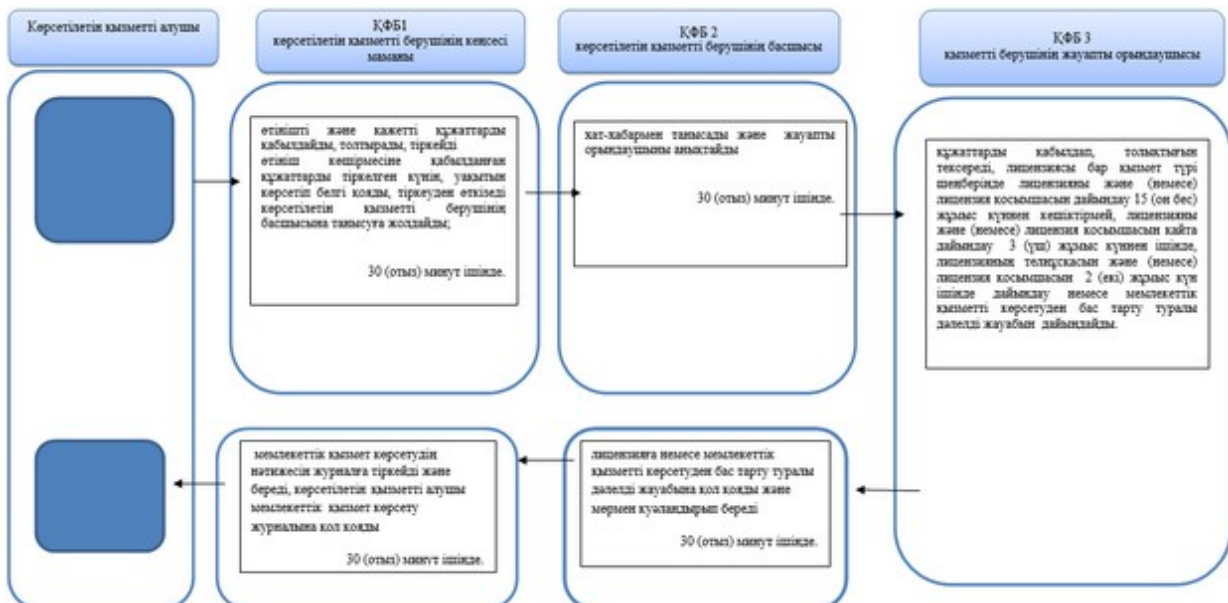 Көрсетілетін қызметті алушы
ҚФБ1
көрсетілетін қызметті берушінің кеңсесі
маманы
ҚФБ 2
көрсетілетін қызметті берушінің басшысы
ҚФБ 3
қызметті берушінің жауапты орындаушысы
өтінішті және қажетті құжаттарды
қабылдайды, толтырады, тіркейді
өтініш көшірмесіне қабылданған
құжаттарды тіркелген күнін, уақытын
көрсетіп белгі қояды, тіркеуден өткізеді
көрсетілетін қызметті берушінің
басшысына танысуға жолдайды;
30 (отыз) минут ішінде.
хат-хабармен танысады және жауапты
орындаушыны анықтайды
30 (отыз) минут ішінде.
құжаттарды қабылдап, толықтығын
тексереді, лицензиясы бар қызмет түрі
шеңберінде лицензияны және (немесе)
лицензия қосымшасын дайындау 15 (он бес)
жұмыс күннен кешіктірмей, лицензияны
және (немесе) лицензия қосымшасын қайта
дайындау 3 (үш) жұмыс күннен ішінде,
лицензияның телнұсқасын және (немесе)
лицензия қосымшасын 2 (екі) жұмыс күн
ішінде дайындау немесе мемлекеттік
қызметті көрсетуден бас тарту туралы
дәлелді жауабын дайындайды.
мемлекеттік қызмет көрсетудің
нәтижесін журналға тіркейді және
береді, көрсетілетін қызметті алушы
мемлекеттік қызмет көрсету
журналына қол қояды
30 (отыз) минут ішінде.
лицензияға немесе мемлекеттік
қызметті көрсетуден бас тарту туралы
дәлелді жауабына қол қояды және
мөрмен куәландырып береді
30 (отыз) минут ішінде.